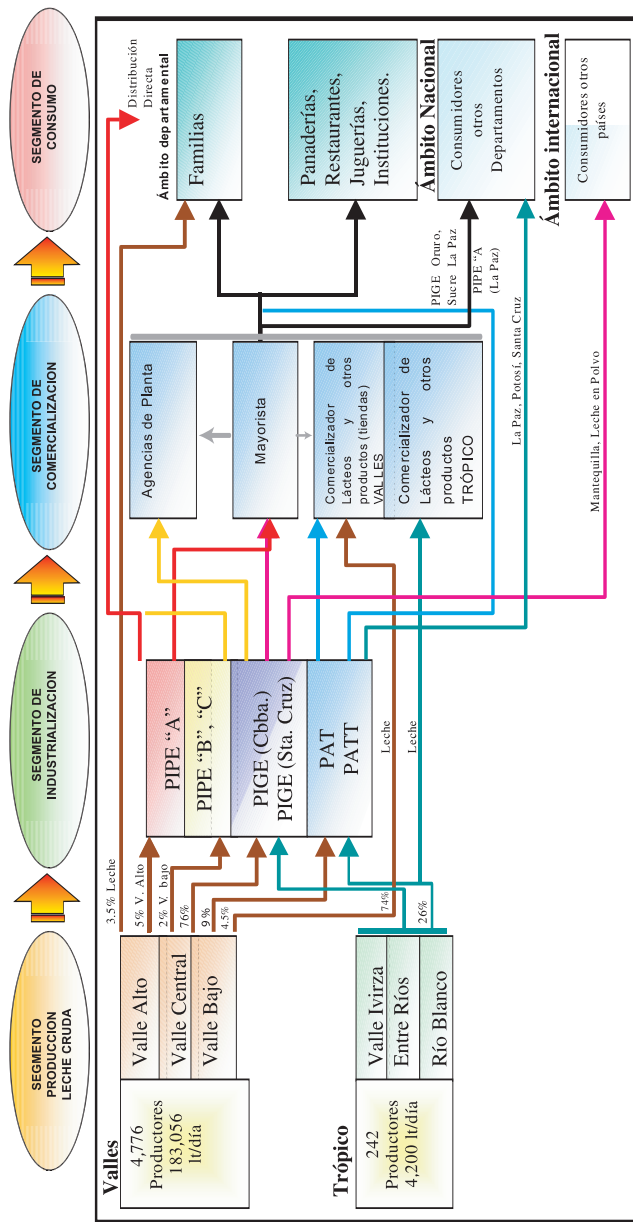 SEGMENTO
PRODUCCION
LECHE CRUDA
SEGMENTO DE
INDUSTRIALIZACION
SEGMENTO DE
COMERCIALIZACION
SEGMENTO DE
CONSUMO
Valles
4,776
Productores
183,056
lt/día
Valle Alto
Valle Central
Valle Bajo
3.5% Leche
5% V. Alto
2% V. bajo
76%
9%
4.5%
Trópico
242
Productores
4,200 lt/día
Valle Ivirza
Entre Ríos
Río Blanco
74%
26%
PIPE “A”
PIPE “B”, “C”
PIGE (Cbba.)
PIGE (Sta. Cruz)
PAT
PATT
Leche
Leche
Agencias de Planta
Mayorista
Comercializador de
Lácteos y otros
productos (tiendas)
VALLES
Comercializador de
Lácteos y otros
productos
TRÓPICO
Distribución
Directa
Ámbito departamental
Familias
Panaderías,
Restaurantes,
Juguerías,
Instituciones.
PIGE Oruro,
Sucre La Paz
PIPE “A
(La Paz)
Ámbito Nacional
Consumidores
otros
Departamentos
La Paz, Potosí, Santa Cruz
Ámbito internacional
Consumidores otros
países
Mantequilla, Leche en Polvo